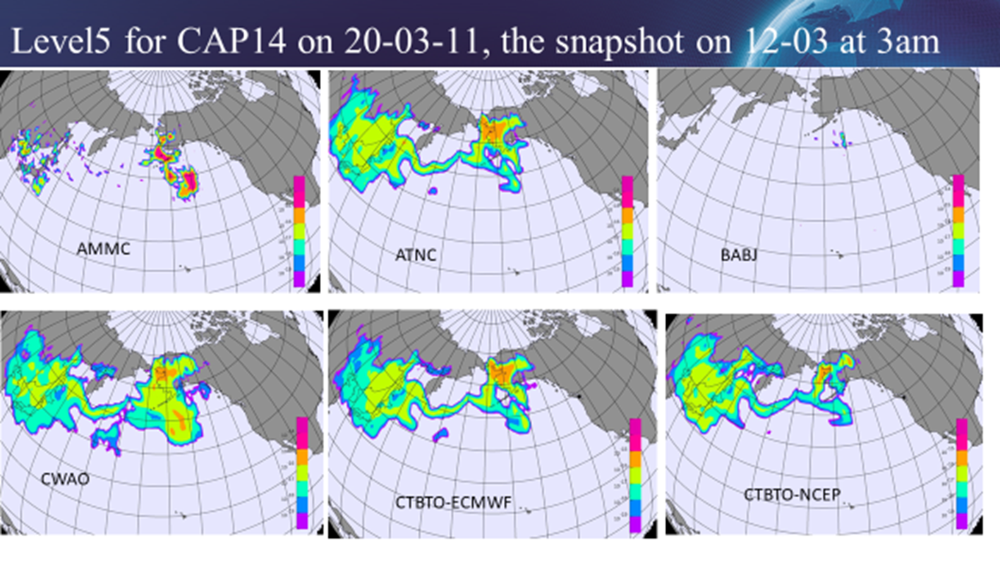 Level5 for CAP14 on 20-03-11, the snapshot on 12-03 at 3am
AMMC
ATNC
BABJ
CWAO
CTBTO-ECMWF
CTBTO-NCEP